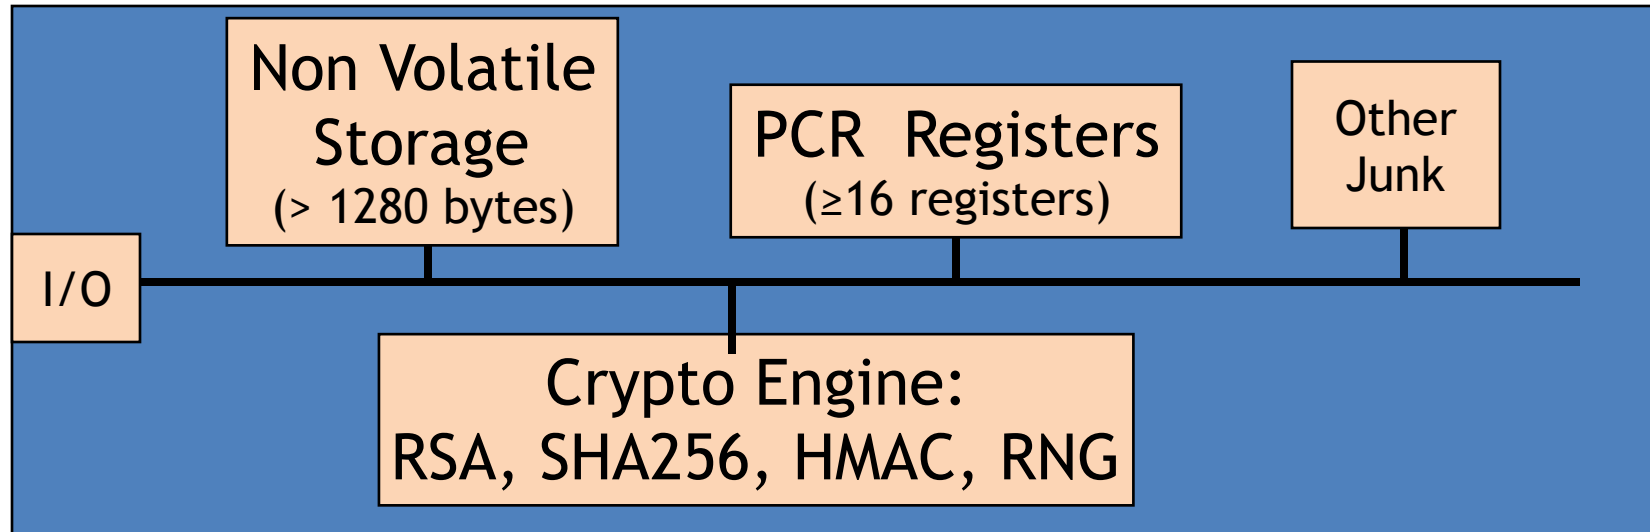 Non Volatile
Storage
(> 1280 bytes)
PCR  Registers
(≥16 registers)
Other
Junk
I/O
Crypto Engine:
RSA, SHA256, HMAC, RNG